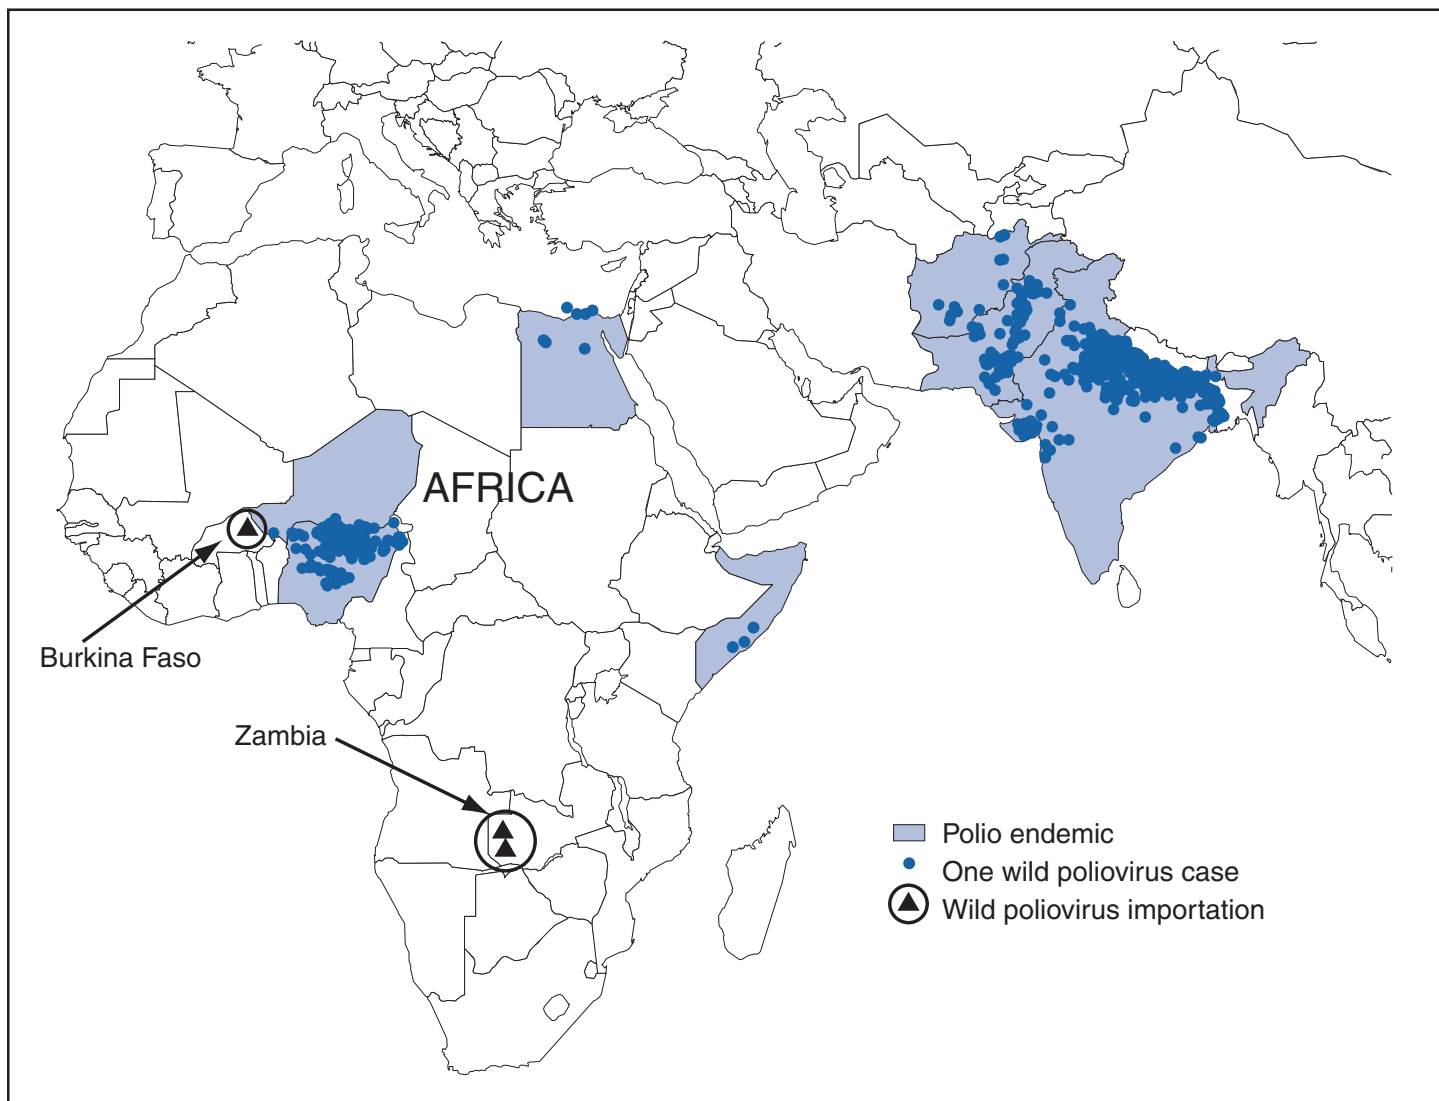 AFRICA
Burkina Faso
Zambia
Polio endemic
One wild poliovirus case
Wild poliovirus importation